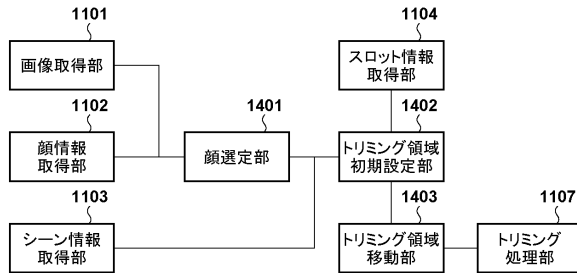 1101
画像取得部
1104
スロット情報
取得部
1102
顔情報
取得部
1401
顔選定部
1402
トリミング領域
初期設定部
1103
シーン情報
取得部
1403
トリミング領域
移動部
1107
トリミング
処理部